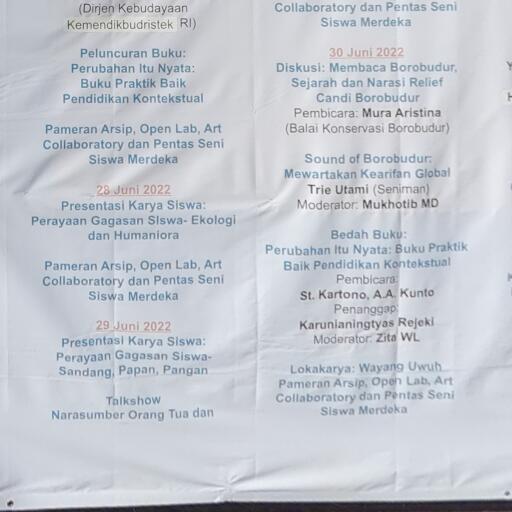 (Dirjen Kebudayaan
Kemendikbudristek RI)
Peluncuran Buku:
Perubahan Itu Nyata:
Buku Praktik Baik
Pendidikan Kontekstual
Pameran Arsip, Open Lab, Art
Collaboratory dan Pentas Seni
Siswa Merdeka
28 Juni 2022
Presentasi Karya Siswa:
Perayaan Gagasan SIswa- Ekologi
dan Humaniora
Pameran Arsip, Open Lab, Art
Collaboratory dan Pentas Seni
Siswa Merdeka
29 Juni 2022
Presentasi Karya Siswa:
Perayaan Gagasan Siswa-
Sandang, Papan, Pangan
Talkshow
Narasumber Orang Tua dan
Collaboratory dan Pentas Seni
Siswa Merdeka
30 Juni 2022
Diskusi: Membaca Borobudur,
Sejarah dan Narasi Relief
Candi Borobudur
Pembicara: Mura Aristina
(Balai Konservasi Borobudur)
Sound of Borobudur:
Mewartakan Kearifan Global
Trie Utami (Seniman)
Moderator: Mukhotib MD
Bedah Buku:
Perubahan Itu Nyata: Buku Praktik
Baik Pendidikan Kontekstual
Pembicara:
St. Kartono, A.A. Kunto
Penanggap:
Karunianingtyas Rejeki
Moderator: Zita WL
Lokakarya: Wayang Uwuh
Pameran Arsip, Open Lab, Art
Collaboratory dan Pentas Seni
Siswa Merdeka